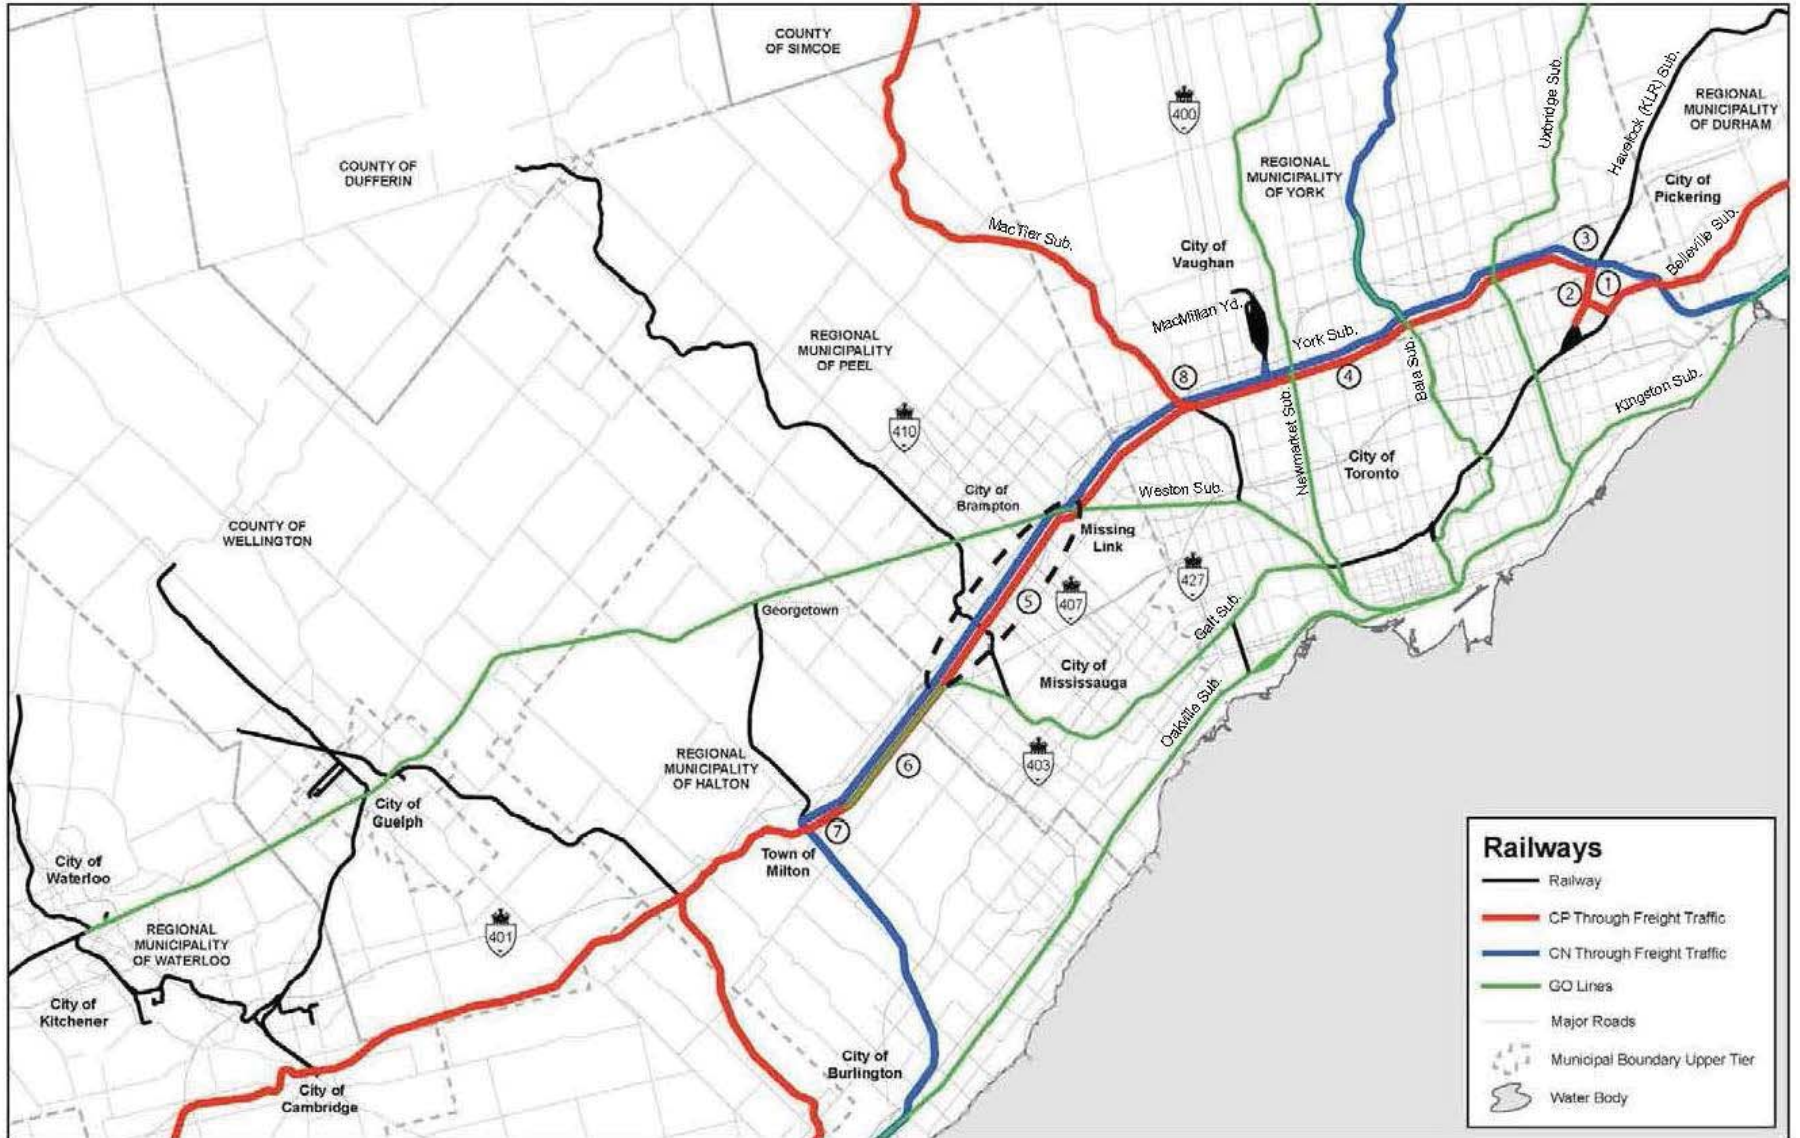 COUNTY
OF SIMCOE
400
REGIONAL
MUNICIPALITY
OF YORK
Uxbridge Sub.
Havelock (KLR) Sub.
REGIONAL
MUNICIPALITY
OF DURHAM
COUNTY OF
DUFFERIN
City of
Pickering
MacTier Sub.
City of
Vaughan
Belleville Sub.
3
1
2
MacMillan Yd.
York Sub.
REGIONAL
MUNICIPALITY
OF PEEL
8
4
Bala Sub.
Kingston Sub.
410
Newmarket Sub.
City of
Toronto
City of
Brampton
Weston Sub.
Missing
Link
COUNTY OF
WELLINGTON
427
5
407
Georgetown
Galt Sub.
City of
Mississauga
Oakville Sub.
REGIONAL
MUNICIPALITY
OF HALTON
6
403
City of
Guelph
7
Town of
Milton
City of
Waterloo
REGIONAL
MUNICIPALITY
OF WATERLOO
401
City of
Kitchener
City of
Burlington
City of
Cambridge
Railways
Railway
CP Through Freight Traffic
CN Through Freight Traffic
GO Lines
Major Roads
Municipal Boundary Upper Tier
Water Body